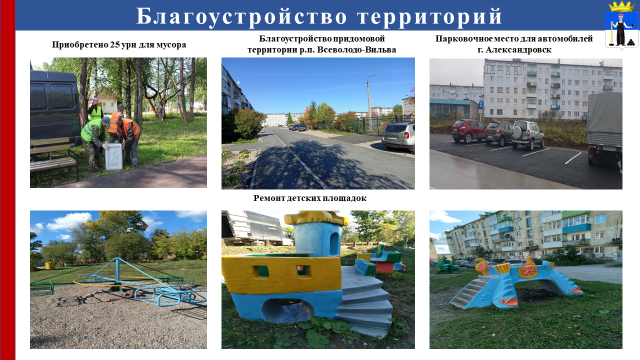 Благоустройство территорий
Приобретено 25 урн для мусора
Благоустройство придомовой
территории р.п. Всеволодо-Вильва
Парковочное место для автомобилей
г. Александровск
Ремонт детских площадок